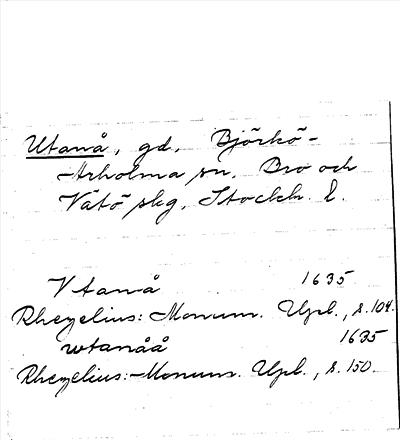 Utanå, gd, Björkö-
Arholma sn, Bro och
Vätö skg, Stockh. l.
Vtanå 1635
Rhezelius: Monum. Upl., s. 104.
wtanåå 1635
Rhezelius: Monum. Upl., s. 150.